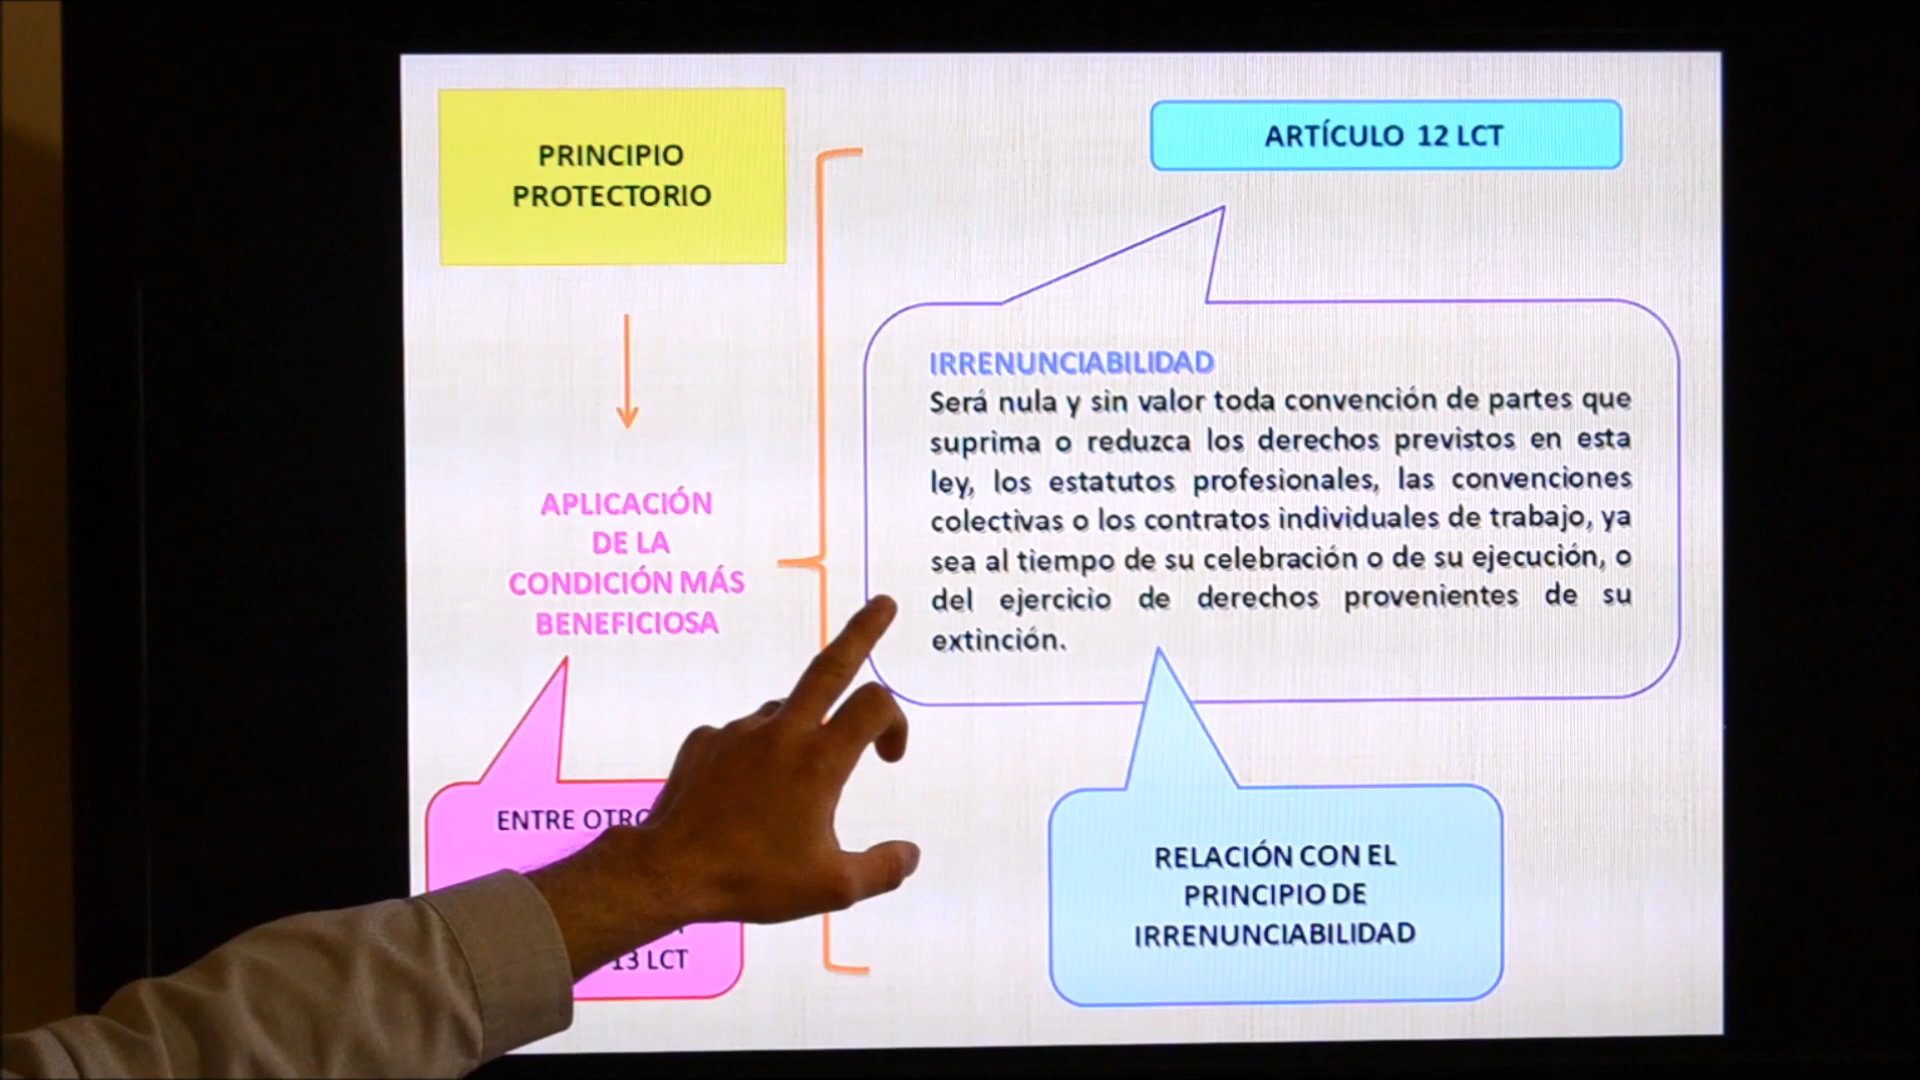 PRINCIPIO
PROTECTORIO
APLICACIÓN
DE LA
CONDICIÓN MÁS
BENEFICIOSA
ENTRE
13 LCT
ARTÍCULO 12 LCT
IRRENUNCIABILIDAD
Será nula y sin valor toda convención de partes que
suprima o reduzca los derechos previstos en esta
ley, los estatutos profesionales, las convenciones
colectivas o los contratos individuales de trabajo, ya
sea al tiempo de su celebración o de su ejecución, o
del ejercicio de derechos provenientes de su
extinción.
RELACIÓN CON EL
PRINCIPIO DE
IRRENUNCIABILIDAD